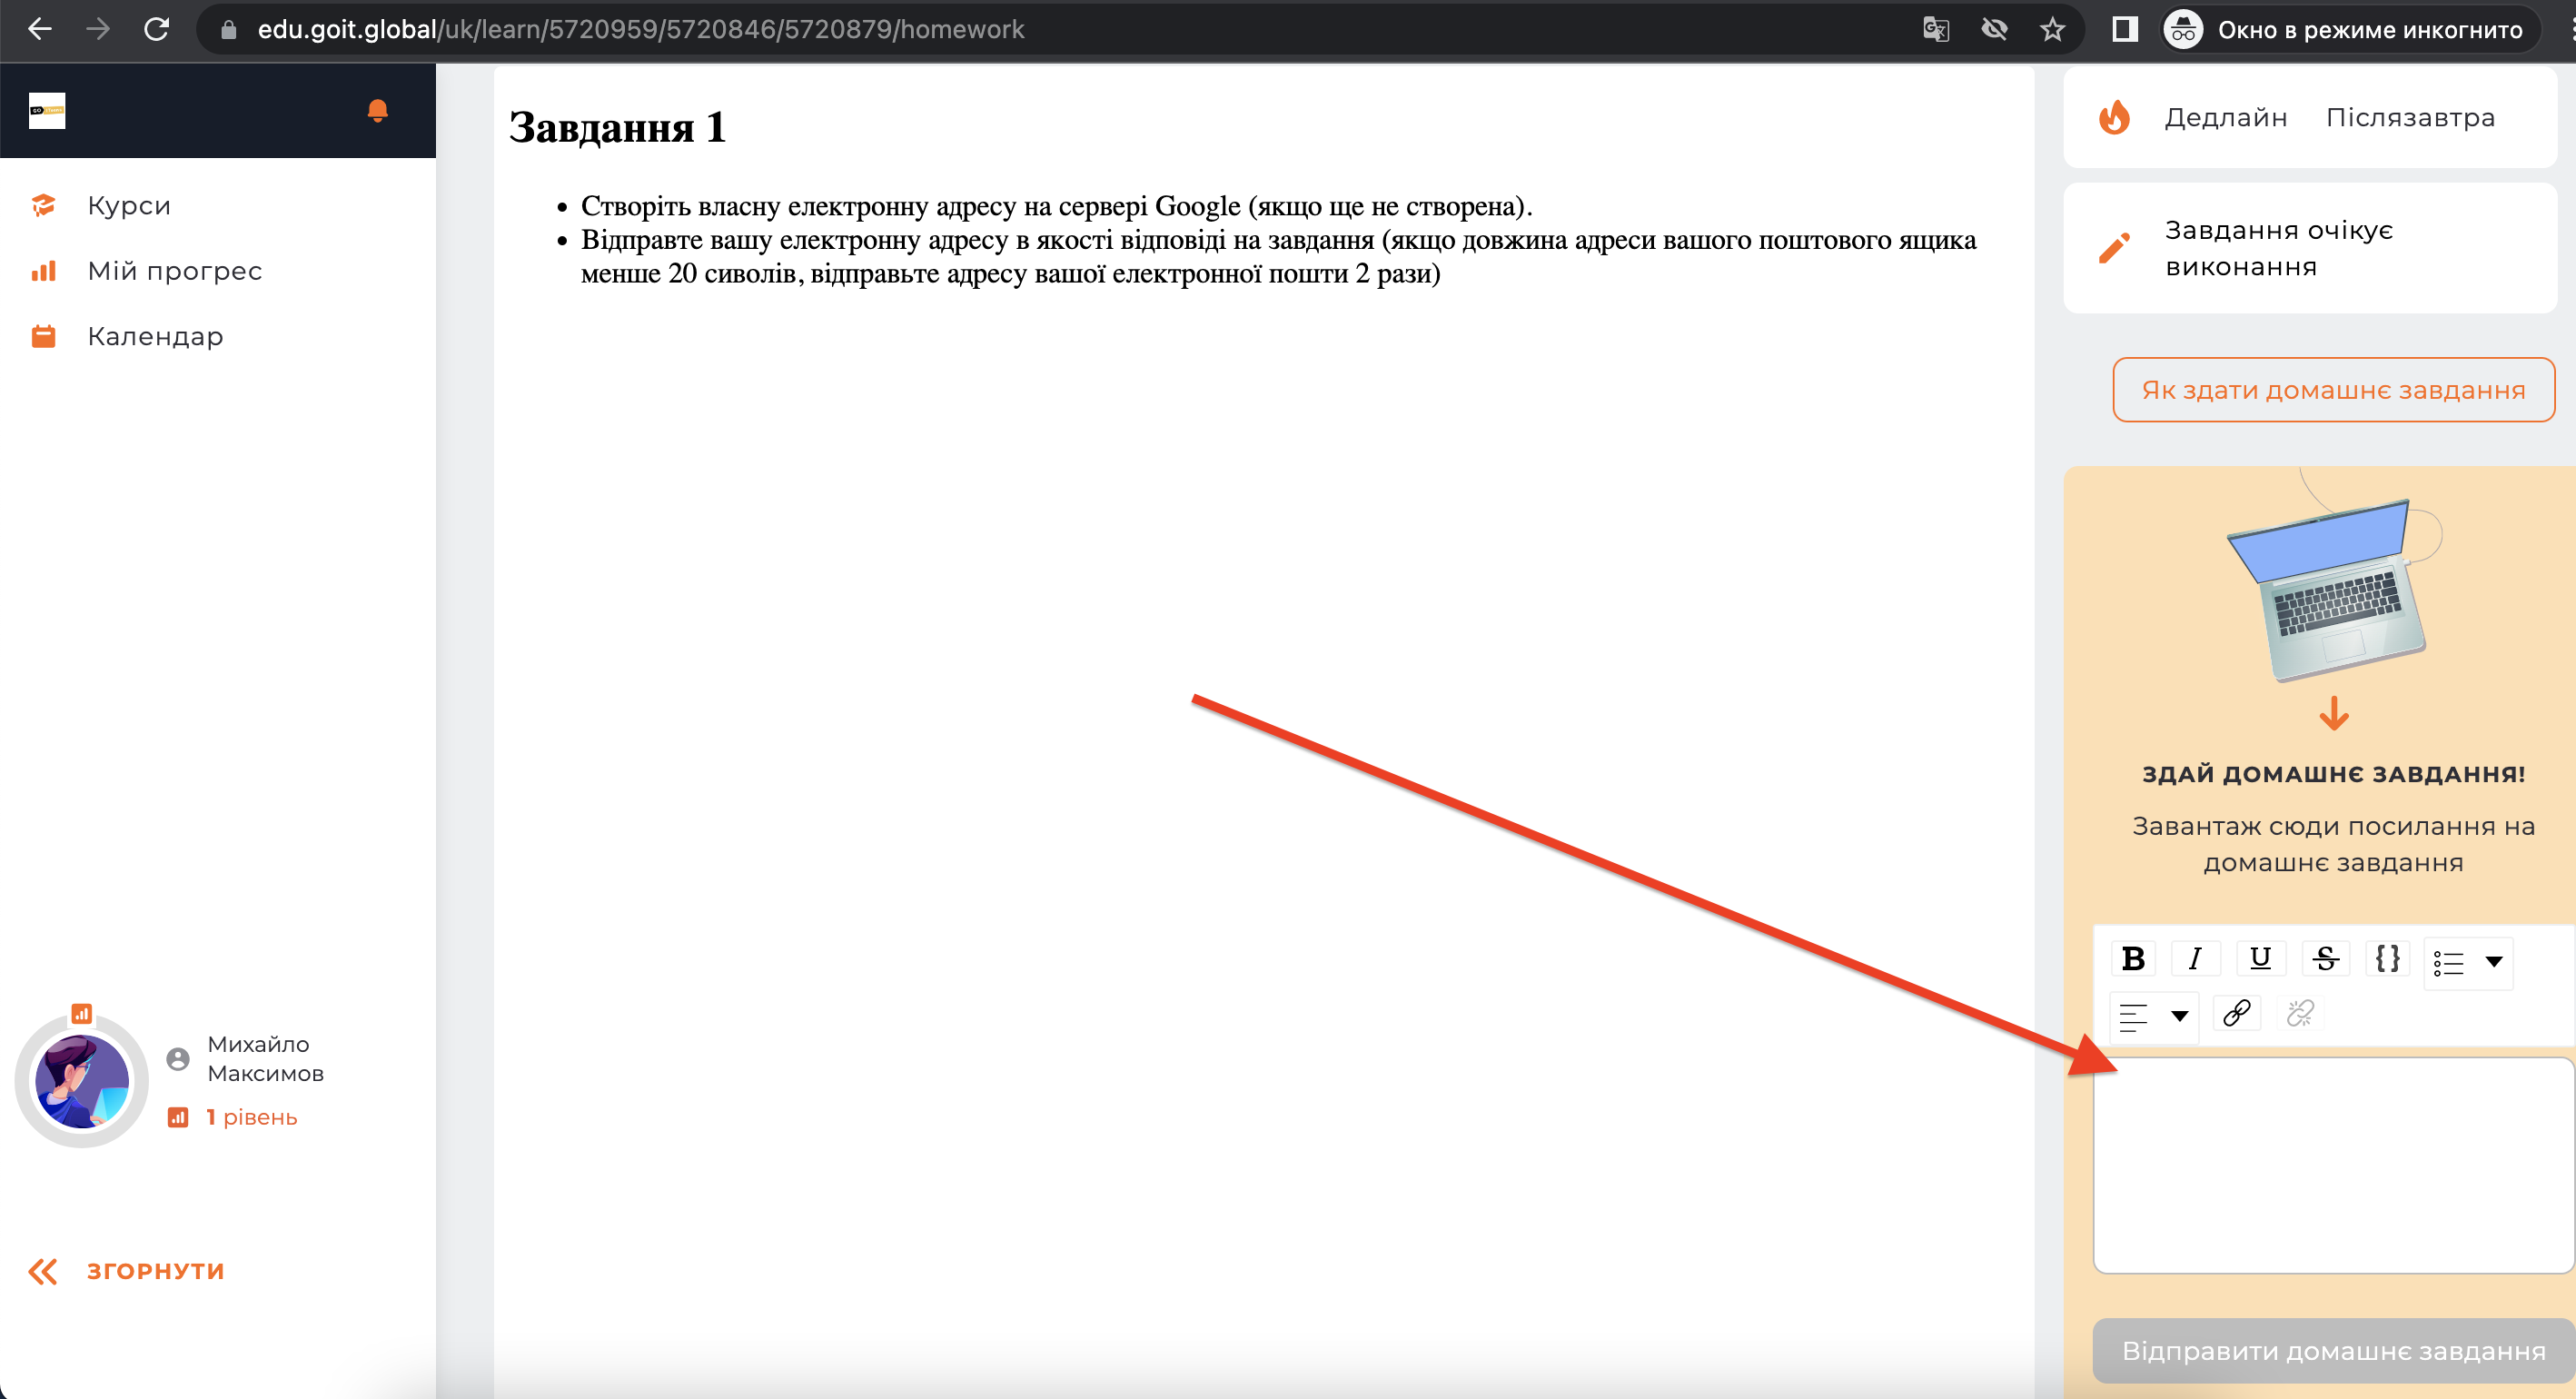 edu.goit.global/uk/learn/5720959/5720846/5720879/homework
Окно в режиме инкогнито
Курси
Мій прогрес
Календар
Михайло
Максимов
1 рівень
ЗГОРНУТИ
Завдання 1
• Створіть власну електронну адресу на сервері Google (якщо ще не створена).
• Відправте вашу електронну адресу в якості відповіді на завдання (якщо довжина адреси вашого поштового ящика
менше 20 сиволів, відправьте адресу вашої електронної пошти 2 рази)
Дедлайн Післязавтра
Завдання очікує
виконання
Як здати домашнє завдання
ЗДАЙ ДОМАШНЄ ЗАВДАННЯ!
Завантаж сюди посилання на
домашнє завдання
B I U S {}
Відправити домашнє завдання